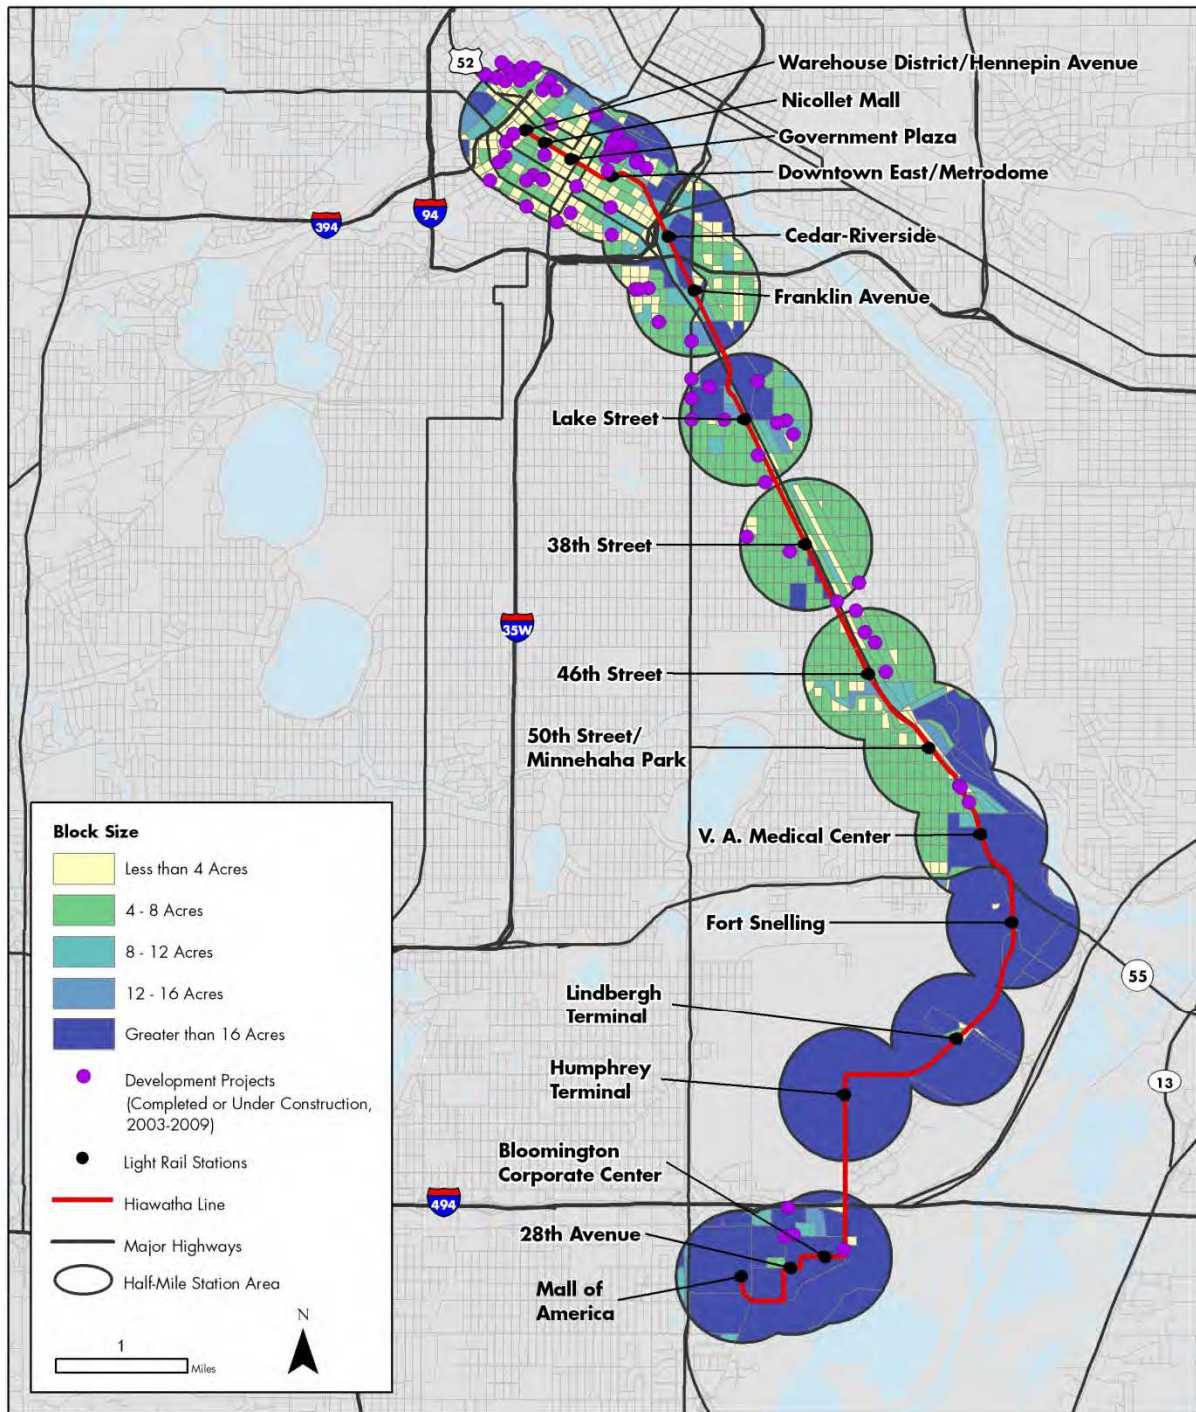 52
Warehouse District/Hennepin Avenue
Nicollet Mall
Government Plaza
Downtown East/Metrodome
394
94
Cedar-Riverside
Franklin Avenue
Lake Street
38th Street
35W
46th Street
50th Street/
Minnehaha Park
V. A. Medical Center
Fort Snelling
55
Lindbergh
Terminal
13
Humphrey
Terminal
Bloomington
Corporate Center
494
28th Avenue
Mall of
America
Block Size
Less than 4 Acres
4 - 8 Acres
8 - 12 Acres
12 - 16 Acres
Greater than 16 Acres
Development Projects
(Completed or Under Construction,
2003-2009)
Light Rail Stations
Hiawatha Line
Major Highways
Half-Mile Station Area
N
1
Miles